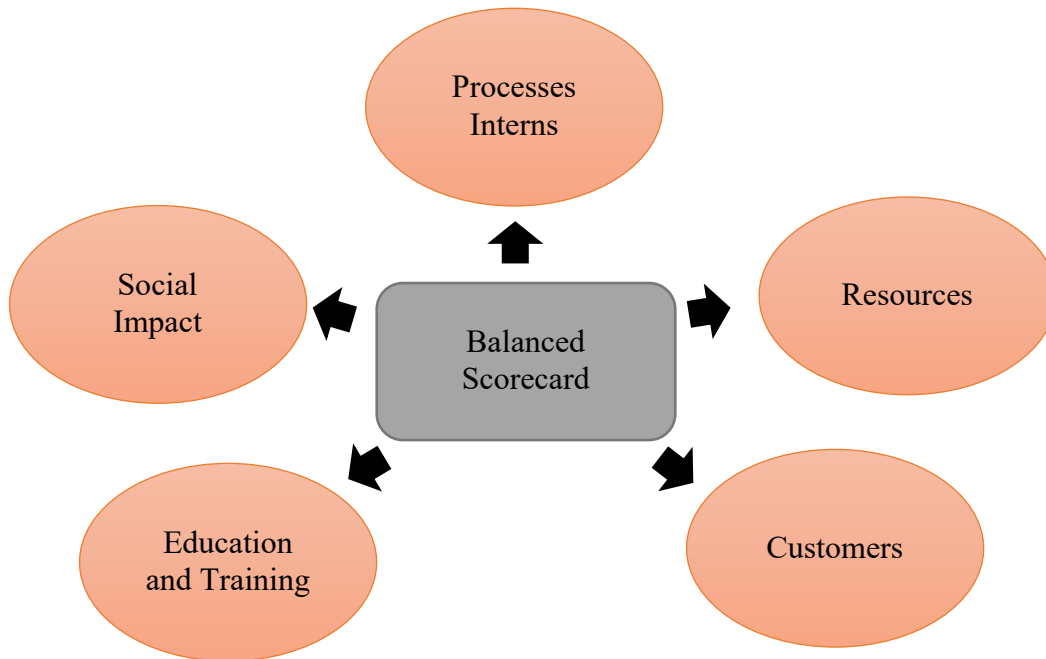 Processes
Interns
Social
Impact
Resources
Balanced
Scorecard
Education
and Training
Customers